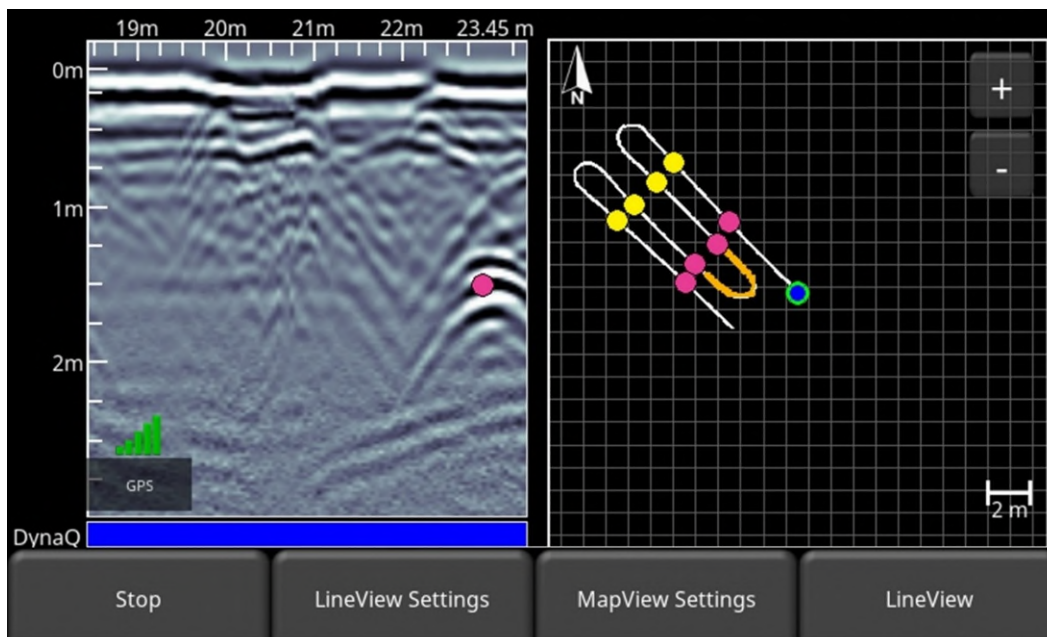 19m 20m 21m 22m 23.45 m
0m
1m
2m
GPS
DynaQ
N
+
-
2 m
Stop LineView Settings MapView Settings LineView